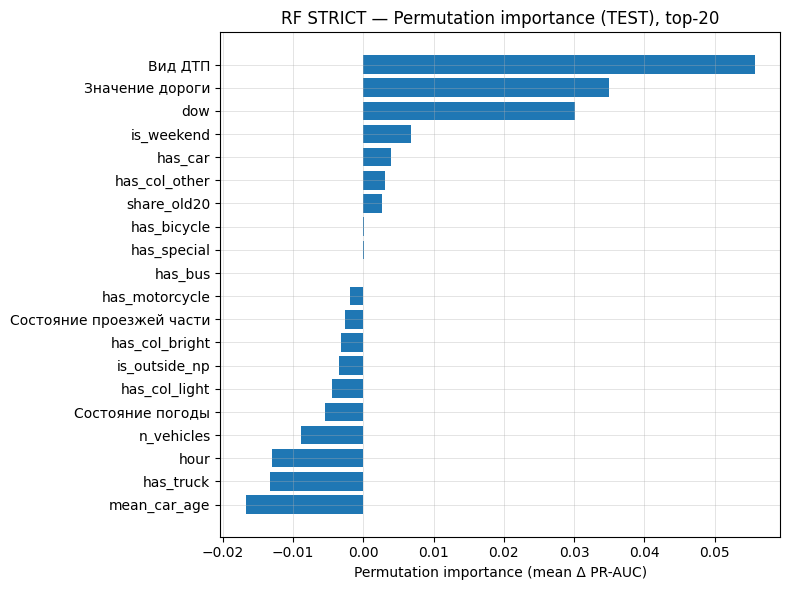 RF STRICT — Permutation importance (TEST), top-20
Вид ДТП
Значение дороги
dow
is_weekend
has_car
has_col_other
share_old20
has_bicycle
has_special
has_bus
has_motorcycle
Состояние проезжей части
has_col_bright
is_outside_np
has_col_light
Состояние погоды
n_vehicles
hour
has_truck
mean_car_age
−0.02 −0.01 0.00 0.01 0.02 0.03 0.04 0.05
Permutation importance (mean Δ PR-AUC)